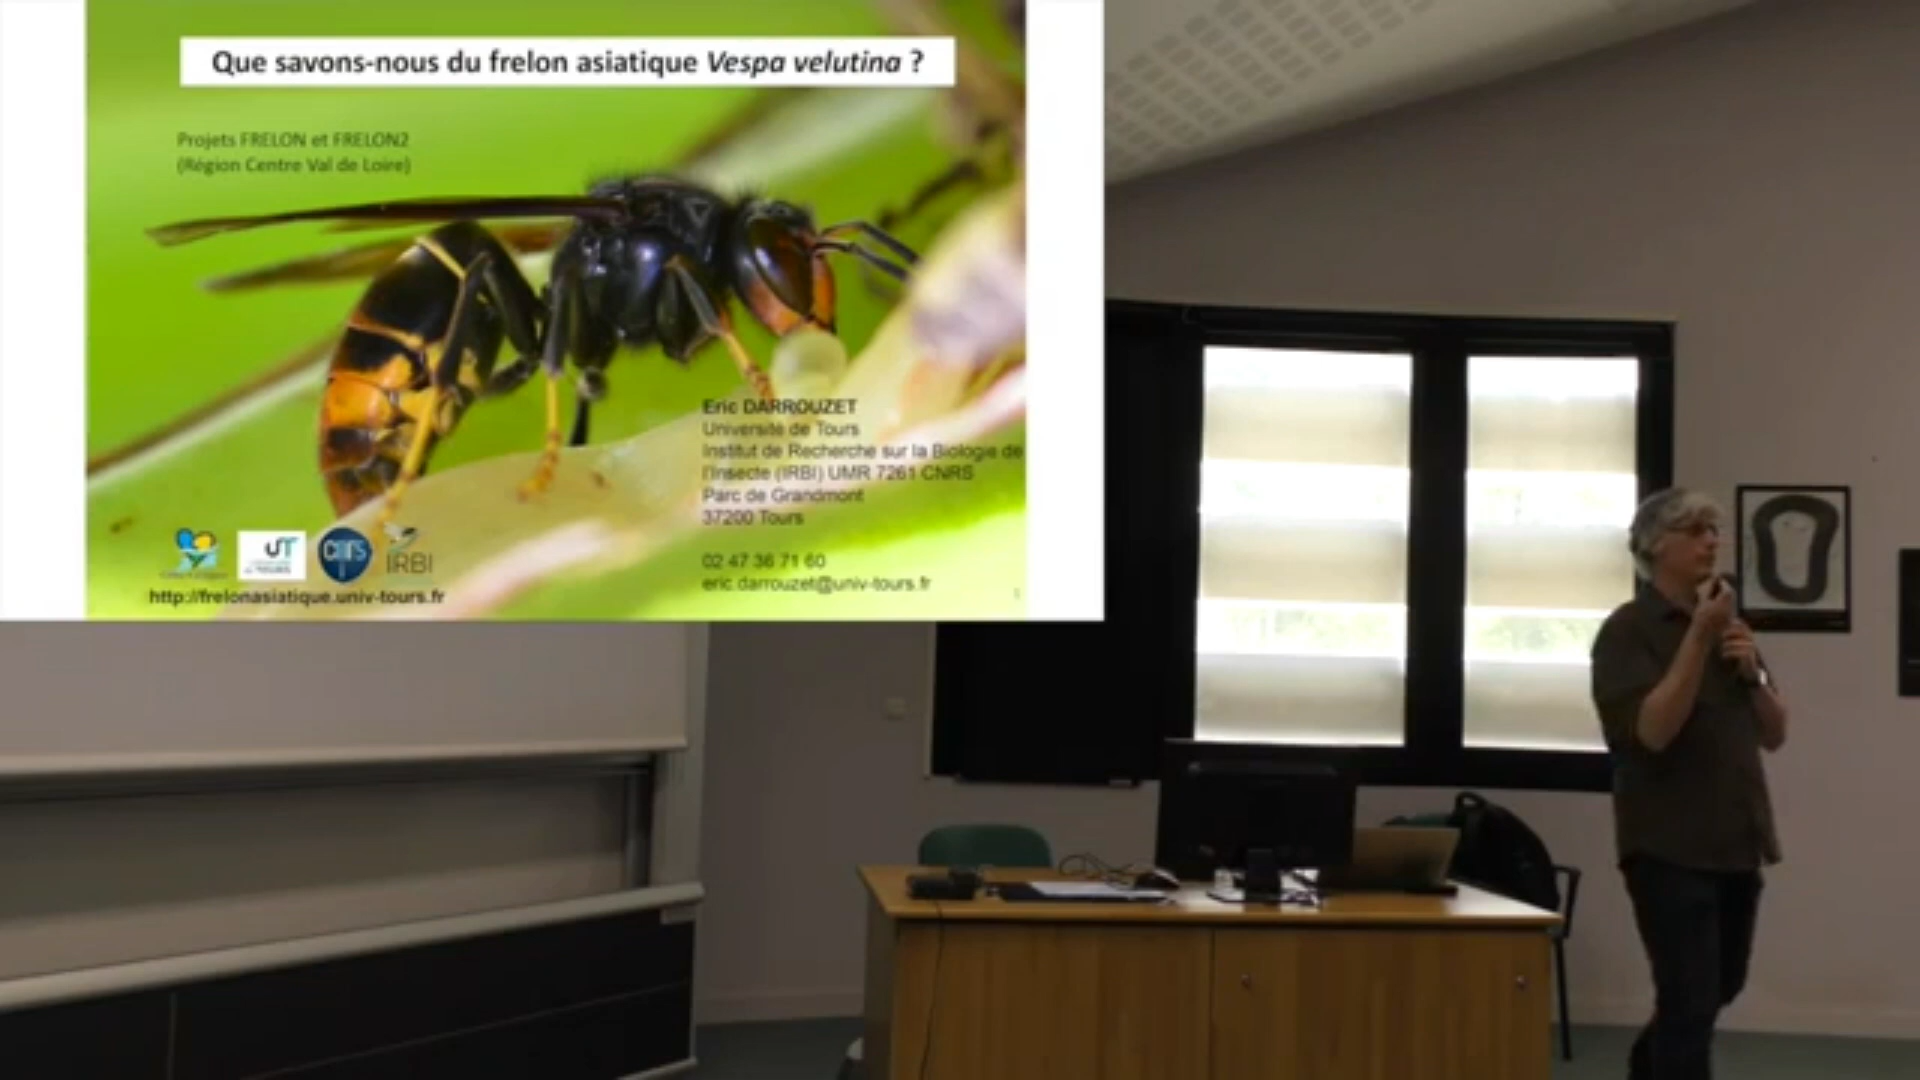 Que savons-nous du frelon asiatique Vespa velutina ?
Projets FRELON et FRELON2
(Région Centre Val de Loire)
Eric DARROUZET
Université de Tours
Institut de Recherche sur la Biologie de
l'Insecte (IRBI) UMR 7261 CNRS
Parc de Grandmont
37200 Tours
02 47 36 71 60
eric.darrouzet@univ-tours.fr
cnrs
IRBI
http://frelonasiatique.univ-tours.fr